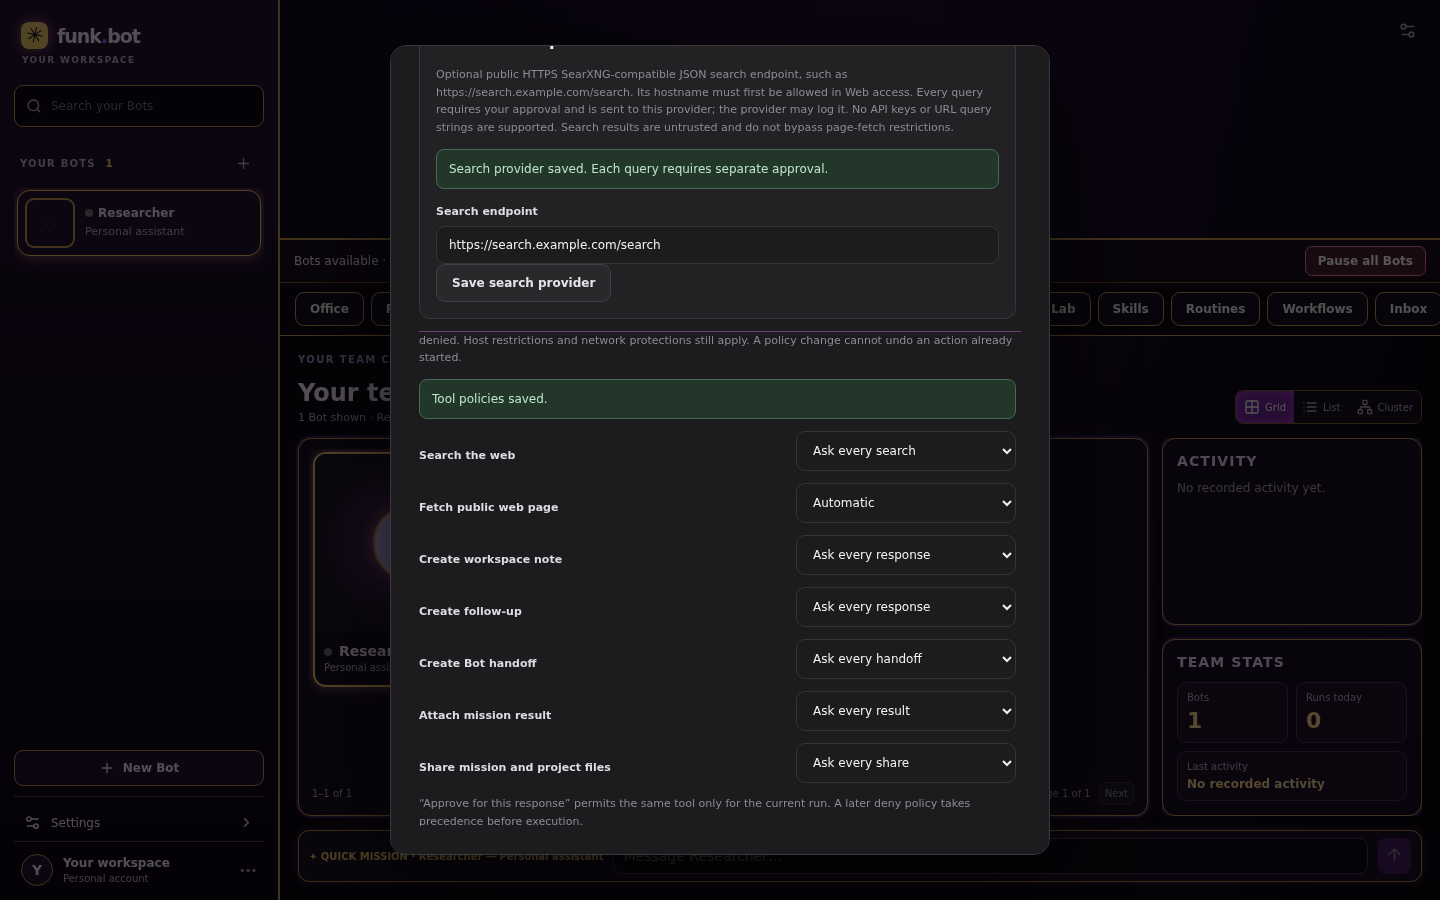 funk.bot
YOUR WORKSPACE
Search your Bots
YOUR BOTS 1
Researcher
Personal assistant
New Bot
Settings
Y
Your workspace
Personal account
Optional public HTTPS SearXNG-compatible JSON search endpoint, such as
https://search.example.com/search. Its hostname must first be allowed in Web access. Every query
requires your approval and is sent to this provider; the provider may log it. No API keys or URL query
strings are supported. Search results are untrusted and do not bypass page-fetch restrictions.
Search provider saved. Each query requires separate approval.
Search endpoint
https://search.example.com/search
Save search provider
denied. Host restrictions and network protections still apply. A policy change cannot undo an action already
started.
Tool policies saved.
Search the web
Ask every search
Fetch public web page
Automatic
Create workspace note
Ask every response
Create follow-up
Ask every response
Create Bot handoff
Ask every handoff
Attach mission result
Ask every result
Share mission and project files
Ask every share
“Approve for this response” permits the same tool only for the current run. A later deny policy takes
precedence before execution.
Bots available ·
Pause all Bots
Office
Lab
Skills
Routines
Workflows
Inbox
YOUR TEAM
Your
1 Bot shown ·
Grid
List
Cluster
Personal
1–1 of 1
1 of 1
Next
ACTIVITY
No recorded activity yet.
TEAM STATS
Bots
1
Runs today
0
Last activity
No recorded activity
✦ QUICK MISSION · Researcher — Personal assistant
Message Researcher...